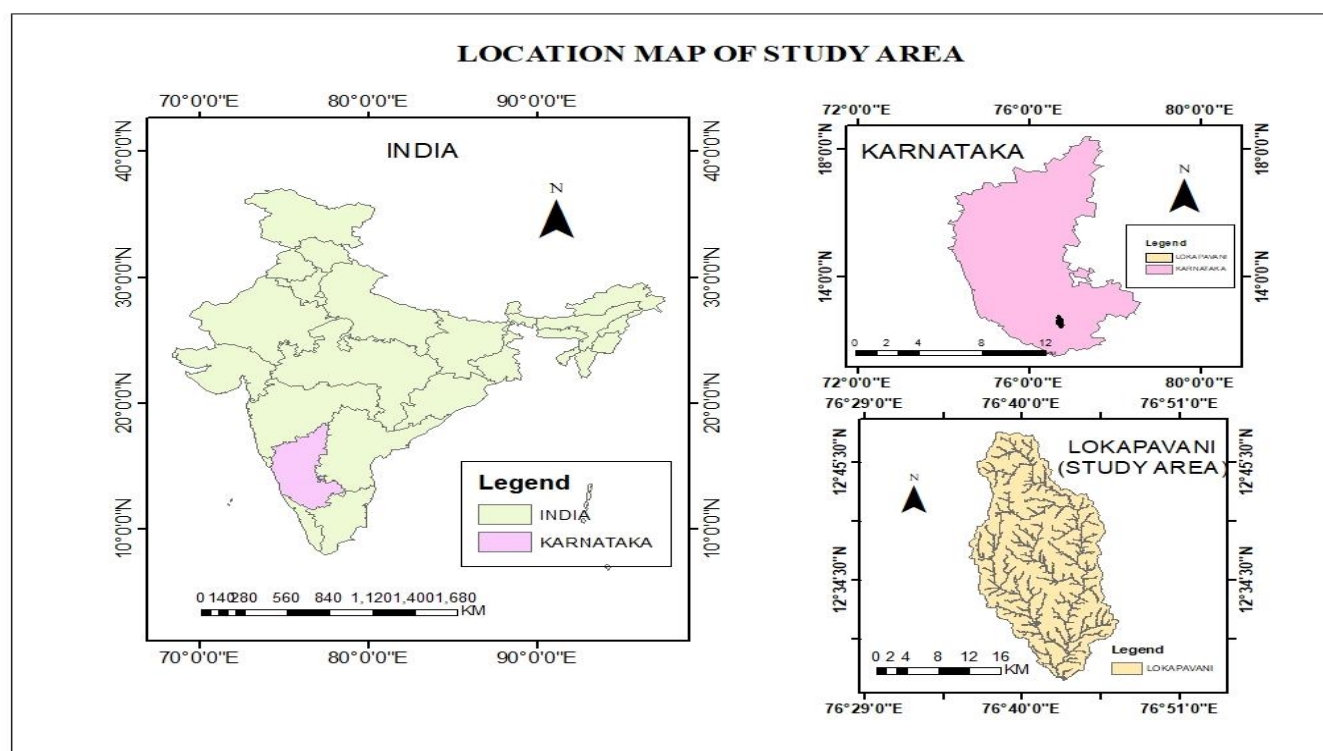 LOCATION MAP OF STUDY AREA
70°0'0"E 80°0'0"E 90°0'0"E
INDIA
N
40°0'0"N 40°0'0"N
30°0'0"N 30°0'0"N
20°0'0"N 20°0'0"N
10°0'0"N 10°0'0"N
Legend
INDIA
KARNATAKA
0 140 280 560 840 1,120 1,400 1,680
KM
70°0'0"E 80°0'0"E 90°0'0"E
72°0'0"E 76°0'0"E 80°0'0"E
KARNATAKA
N
18°0'0"N 18°0'0"N
14°0'0"N 14°0'0"N
Legend
LOKAPAVANI
KARNATAKA
0 2 4 8 12
72°0'0"E 76°0'0"E 80°0'0"E
76°29'0"E 76°40'0"E 76°51'0"E
LOKAPAVANI
(STUDY AREA)
N
12°45'30"N 12°45'30"N
12°34'30"N 12°34'30"N
Legend
LOKAPAVANI
0 2 4 8 12 16
KM
76°29'0"E 76°40'0"E 76°51'0"E